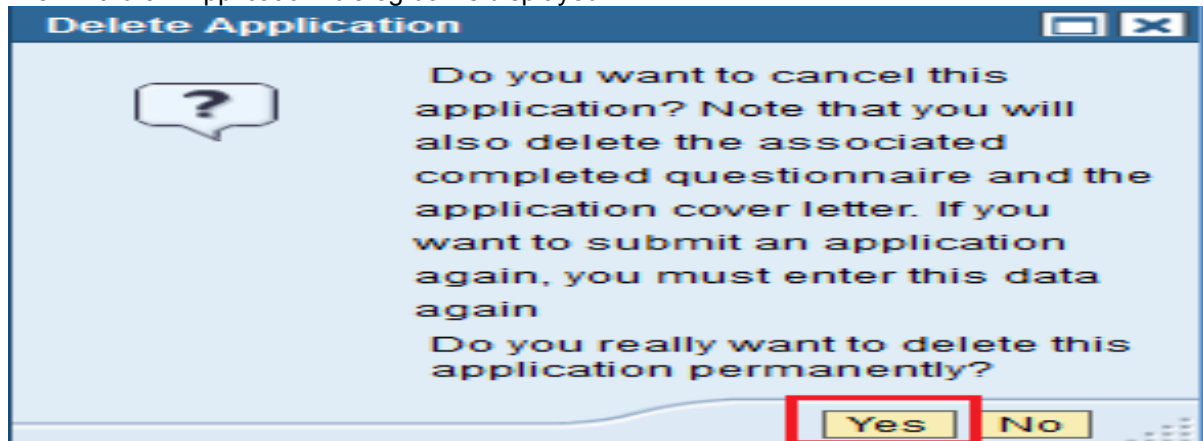 Delete Application
?
Do you want to cancel this
application? Note that you will
also delete the associated
completed questionnaire and the
application cover letter. If you
want to submit an application
again, you must enter this data
again
Do you really want to delete this
application permanently?
Yes No